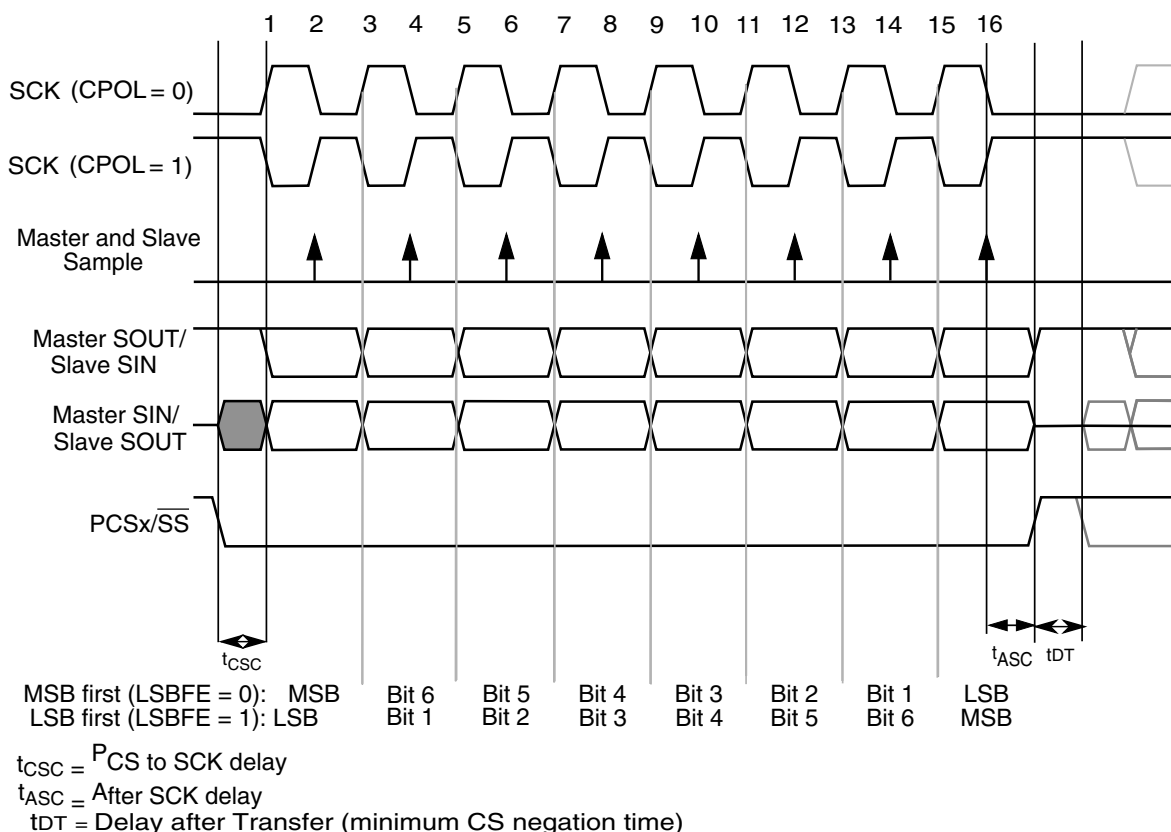 1 2 3 4 5 6 7 8 9 10 11 12 13 14 15 16
SCK (CPOL = 0)
SCK (CPOL = 1)
Master and Slave
Sample
Master SOUT/
Slave SIN
Master SIN/
Slave SOUT
PCSx/SS
tCSC
tASC
tDT
MSB first (LSBFE = 0): MSB Bit 6 Bit 5 Bit 4 Bit 3 Bit 2 Bit 1 LSB
LSB first (LSBFE = 1): LSB Bit 1 Bit 2 Bit 3 Bit 4 Bit 5 Bit 6 MSB
tCSC = PCS to SCK delay
tASC = After SCK delay
tDT = Delay after Transfer (minimum CS negation time)